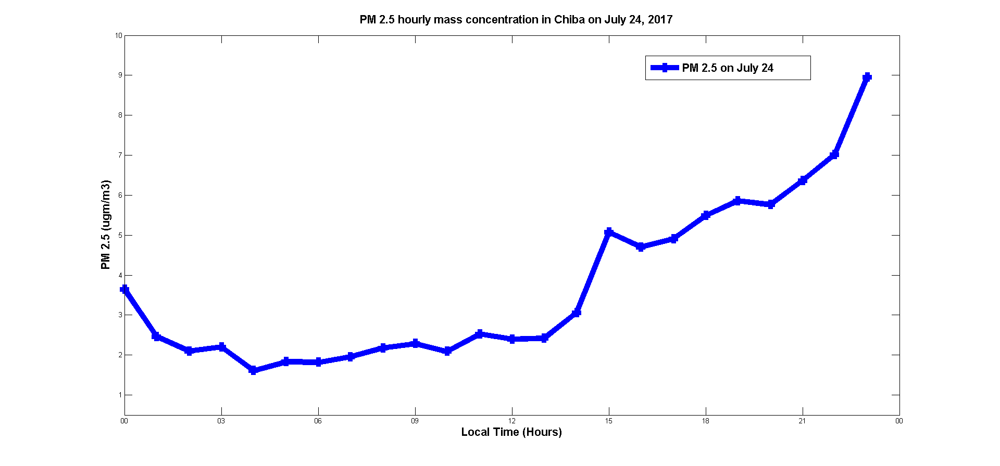 PM 2.5 hourly mass concentration in Chiba on July 24, 2017
PM 2.5 on July 24
PM 2.5 (ugm/m3)
10
9
8
7
6
5
4
3
2
1
00 03 06 09 12 15 18 21 00
Local Time (Hours)